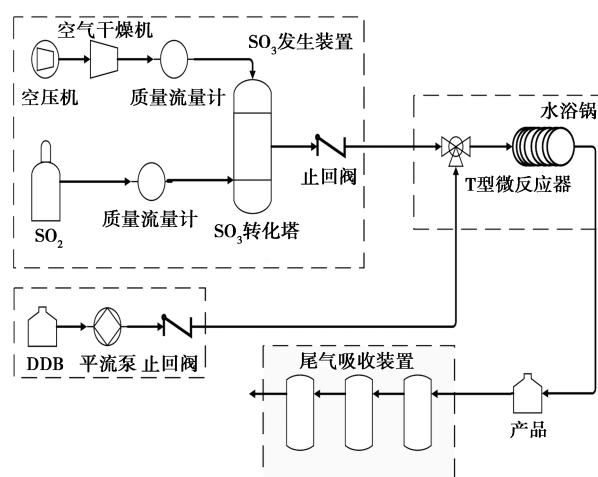 空气干燥机
SO3发生装置
空压机
质量流量计
水浴锅
止回阀
T型微反应器
质量流量计
SO2
SO3转化塔
DDB
平流泵
止回阀
尾气吸收装置
产品